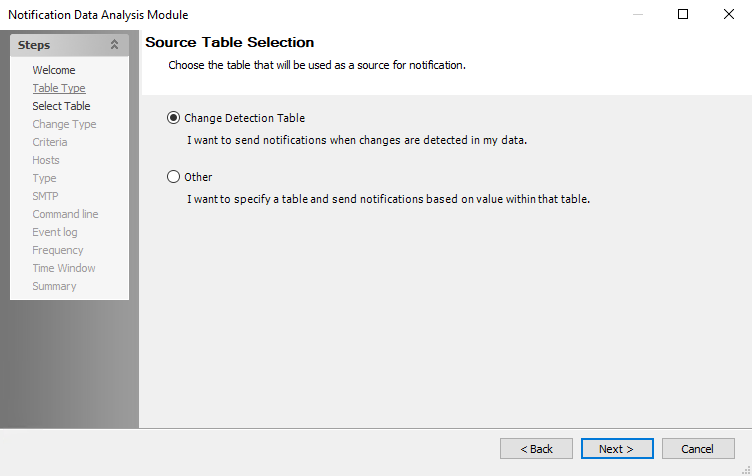 Notification Data Analysis Module
Steps
Welcome
Table Type
Select Table
Change Type
Criteria
Hosts
Type
SMTP
Command line
Event log
Frequency
Time Window
Summary
Source Table Selection
Choose the table that will be used as a source for notification.
Change Detection Table
I want to send notifications when changes are detected in my data.
Other
I want to specify a table and send notifications based on value within that table.
< Back
Next >
Cancel